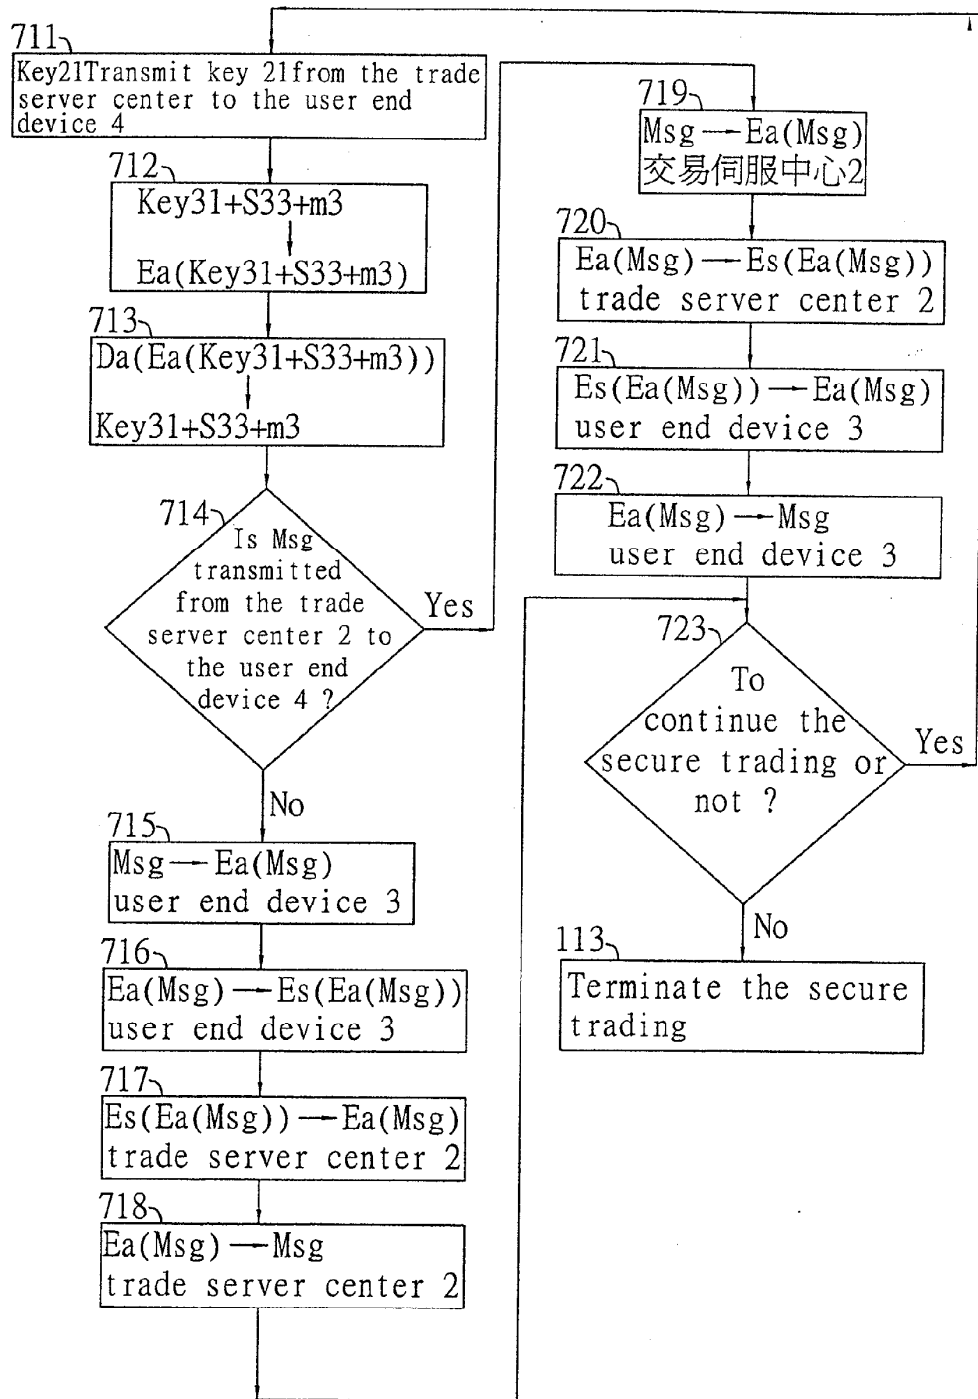 711
Key21Transmit key 21from the trade
server center to the user end
device 4
712
Key31+S33+m3
Ea(Key31+S33+m3)
713
Da(Ea(Key31+S33+m3))
Key31+S33+m3
714
Is Msg
transmitted
from the trade
server center 2 to
the user end
device 4 ?
Yes
No
715
Msg → Ea(Msg)
user end device 3
716
Ea(Msg) → Es(Ea(Msg))
user end device 3
717
Es(Ea(Msg)) → Ea(Msg)
trade server center 2
718
Ea(Msg) → Msg
trade server center 2
719
Msg → Ea(Msg)
交易伺服中心2
720
Ea(Msg) → Es(Ea(Msg))
trade server center 2
721
Es(Ea(Msg)) → Ea(Msg)
user end device 3
722
Ea(Msg) → Msg
user end device 3
723
To
continue the
secure trading or
not ?
Yes
No
113
Terminate the secure
trading